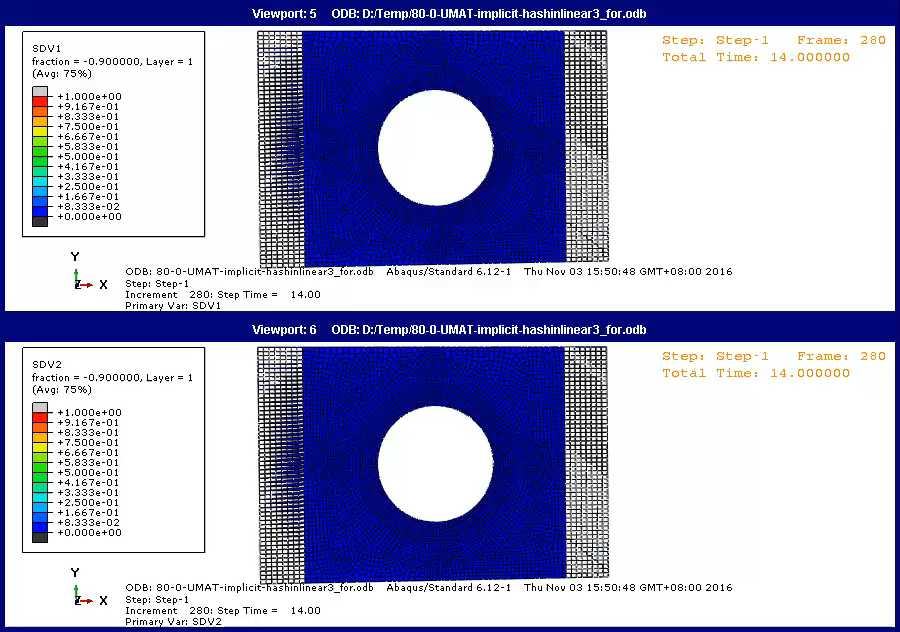 Viewport: 5 ODB: D:/Temp/80-0-UMAT-implicit-hashinlinear3_for.odb
SDV1
fraction = -0.900000, Layer = 1
(Avg: 75%)
+1.000e+00
+9.167e-01
+8.333e-01
+7.500e-01
+6.667e-01
+5.833e-01
+5.000e-01
+4.167e-01
+3.333e-01
+2.500e-01
+1.667e-01
+8.333e-02
+0.000e+00
Step: Step-1 Frame: 280
Total Time: 14.000000
Y
Z X
ODB: 80-0-UMAT-implicit-hashinlinear3_for.odb Abaqus/Standard 6.12-1 Thu Nov 03 15:50:48 GMT+08:00 2016
Step: Step-1
Increment 280: Step Time = 14.00
Primary Var: SDV1
Viewport: 6 ODB: D:/Temp/80-0-UMAT-implicit-hashinlinear3_for.odb
SDV2
fraction = -0.900000, Layer = 1
(Avg: 75%)
+1.000e+00
+9.167e-01
+8.333e-01
+7.500e-01
+6.667e-01
+5.833e-01
+5.000e-01
+4.167e-01
+3.333e-01
+2.500e-01
+1.667e-01
+8.333e-02
+0.000e+00
Step: Step-1 Frame: 280
Total Time: 14.000000
Y
Z X
ODB: 80-0-UMAT-implicit-hashinlinear3_for.odb Abaqus/Standard 6.12-1 Thu Nov 03 15:50:48 GMT+08:00 2016
Step: Step-1
Increment 280: Step Time = 14.00
Primary Var: SDV2